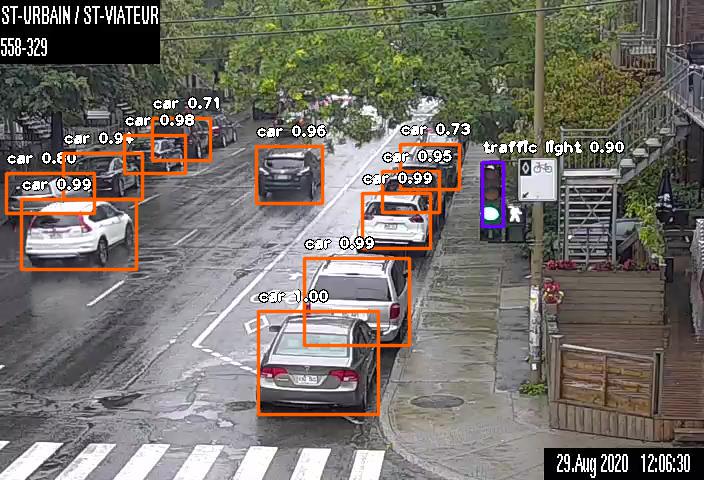 ST-URBAIN / ST-VIATEUR
558-329
car 0.71
car 0.98
car 0.94
car 0.80
car 0.99
car 0.96
car 0.73
car 0.95
car 0.99
traffic light 0.90
car 0.99
car 1.00
29.Aug 2020 12:06:30